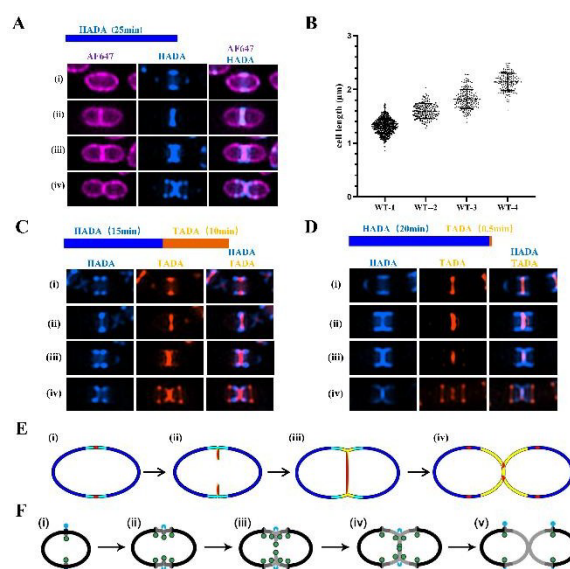 A
HADA (25min)
AF647
HADA
AF647
HADA
(i)
(ii)
(iii)
(iv)
B
cell length (μm)
3
2
1
0
WT-1
WT-2
WT-3
WT-4
C
HADA (15min)
TADA (10min)
HADA
TADA
HADA
TADA
(i)
(ii)
(iii)
(iv)
D
HADA (20min)
TADA (0.5min)
HADA
TADA
HADA
TADA
(i)
(ii)
(iii)
(iv)
E
(i)
(ii)
(iii)
(iv)
F
(i)
(ii)
(iii)
(iv)
(v)